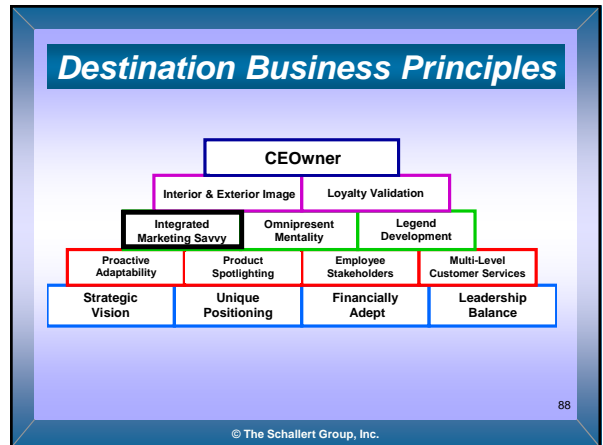 Destination Business Principles
CEOwner
Interior & Exterior Image
Loyalty Validation
Integrated
Marketing Savvy
Omnipresent
Mentality
Legend
Development
Proactive
Adaptability
Product
Spotlighting
Employee
Stakeholders
Multi-Level
Customer Services
Strategic
Vision
Unique
Positioning
Financially
Adept
Leadership
Balance
88
© The Schallert Group, Inc.